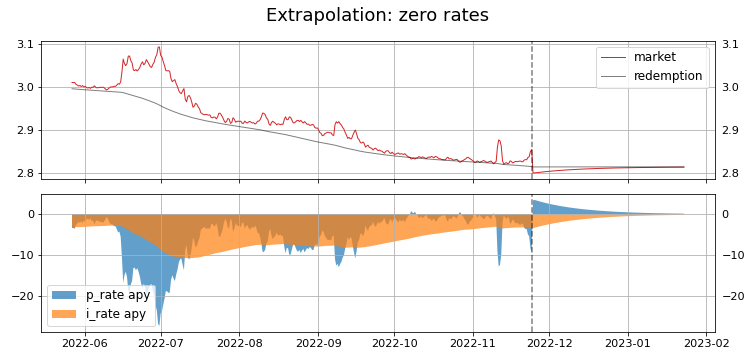 Extrapolation: zero rates
3.1
3.0
2.9
2.8
3.1
3.0
2.9
2.8
market
redemption
0
−10
−20
0
−10
−20
p_rate apy
i_rate apy
2022-06 2022-07 2022-08 2022-09 2022-10 2022-11 2022-12 2023-01 2023-02